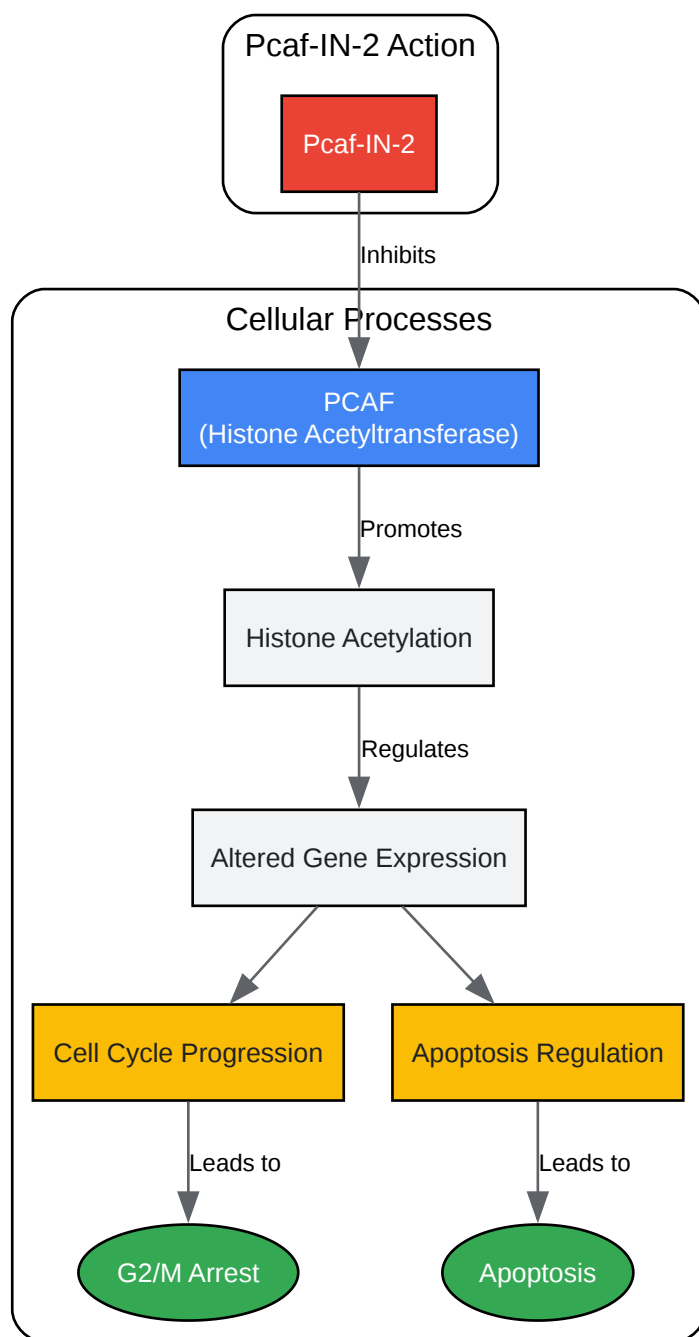 Pcaf-IN-2 Action
Pcaf-IN-2
Inhibits
Cellular Processes
PCAF
(Histone Acetyltransferase)
Promotes
Histone Acetylation
Regulates
Altered Gene Expression
Cell Cycle Progression
Apoptosis Regulation
Leads to
Leads to
G2/M Arrest
Apoptosis